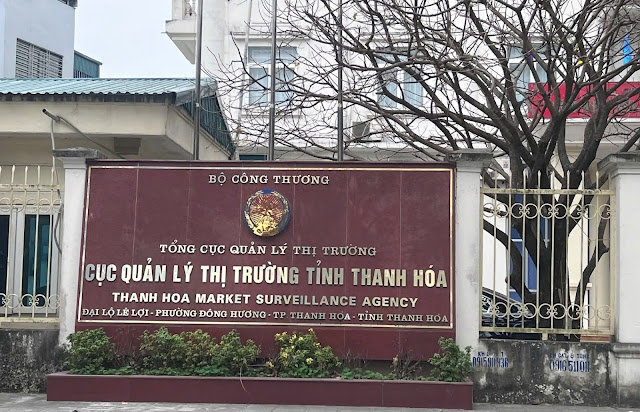 BỘ CÔNG THƯƠNG
TỔNG CỤC QUẢN LÝ THỊ TRƯỜNG
CỤC QUẢN LÝ THỊ TRƯỜNG TỈNH THANH HÓA
THANH HOA MARKET SURVEILLANCE AGENCY
ĐẠI LỘ LÊ LỢI - PHƯỜNG ĐÔNG HƯƠNG - TP THANH HÓA - TỈNH THANH HÓA